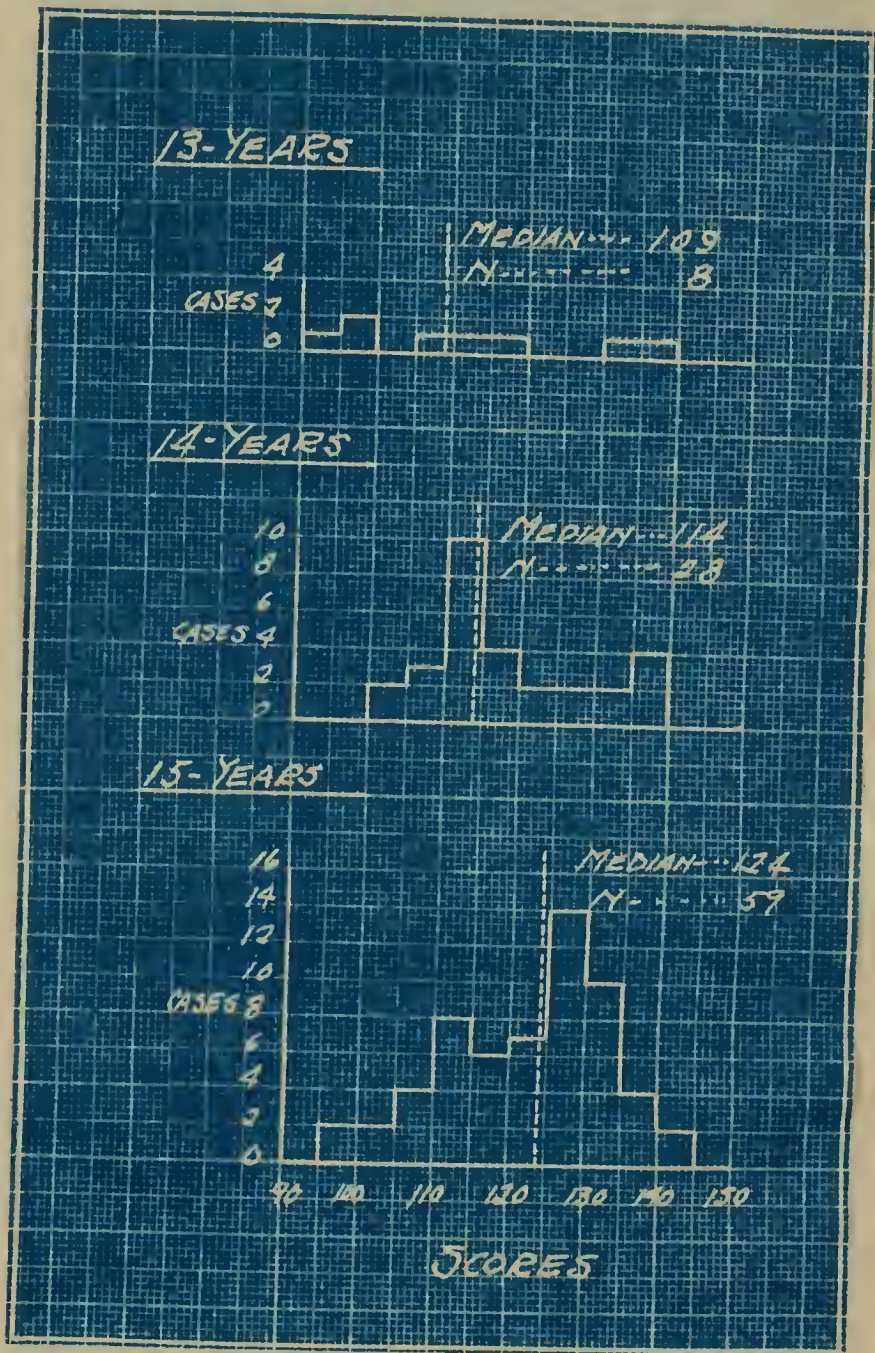 13-YEARS
MEDIAN---- 109
N---------- 8
4
CASES 2
0
14-YEARS
MEDIAN---114
N---------- 28
10
8
6
CASES 4
2
0
15-YEARS
MEDIAN---124
N------- 59
16
14
12
10
CASES 8
6
4
2
0
90 100 110 120 130 140 150
SCORES